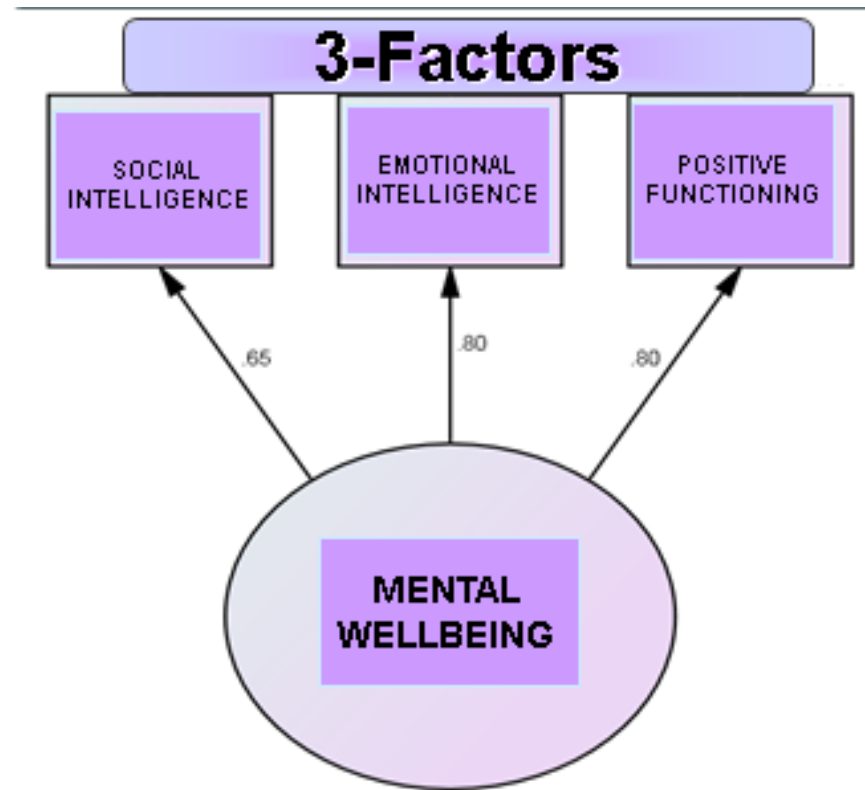 3-Factors
SOCIAL
INTELLIGENCE
EMOTIONAL
INTELLIGENCE
POSITIVE
FUNCTIONING
.65
.80
.80
MENTAL
WELLBEING